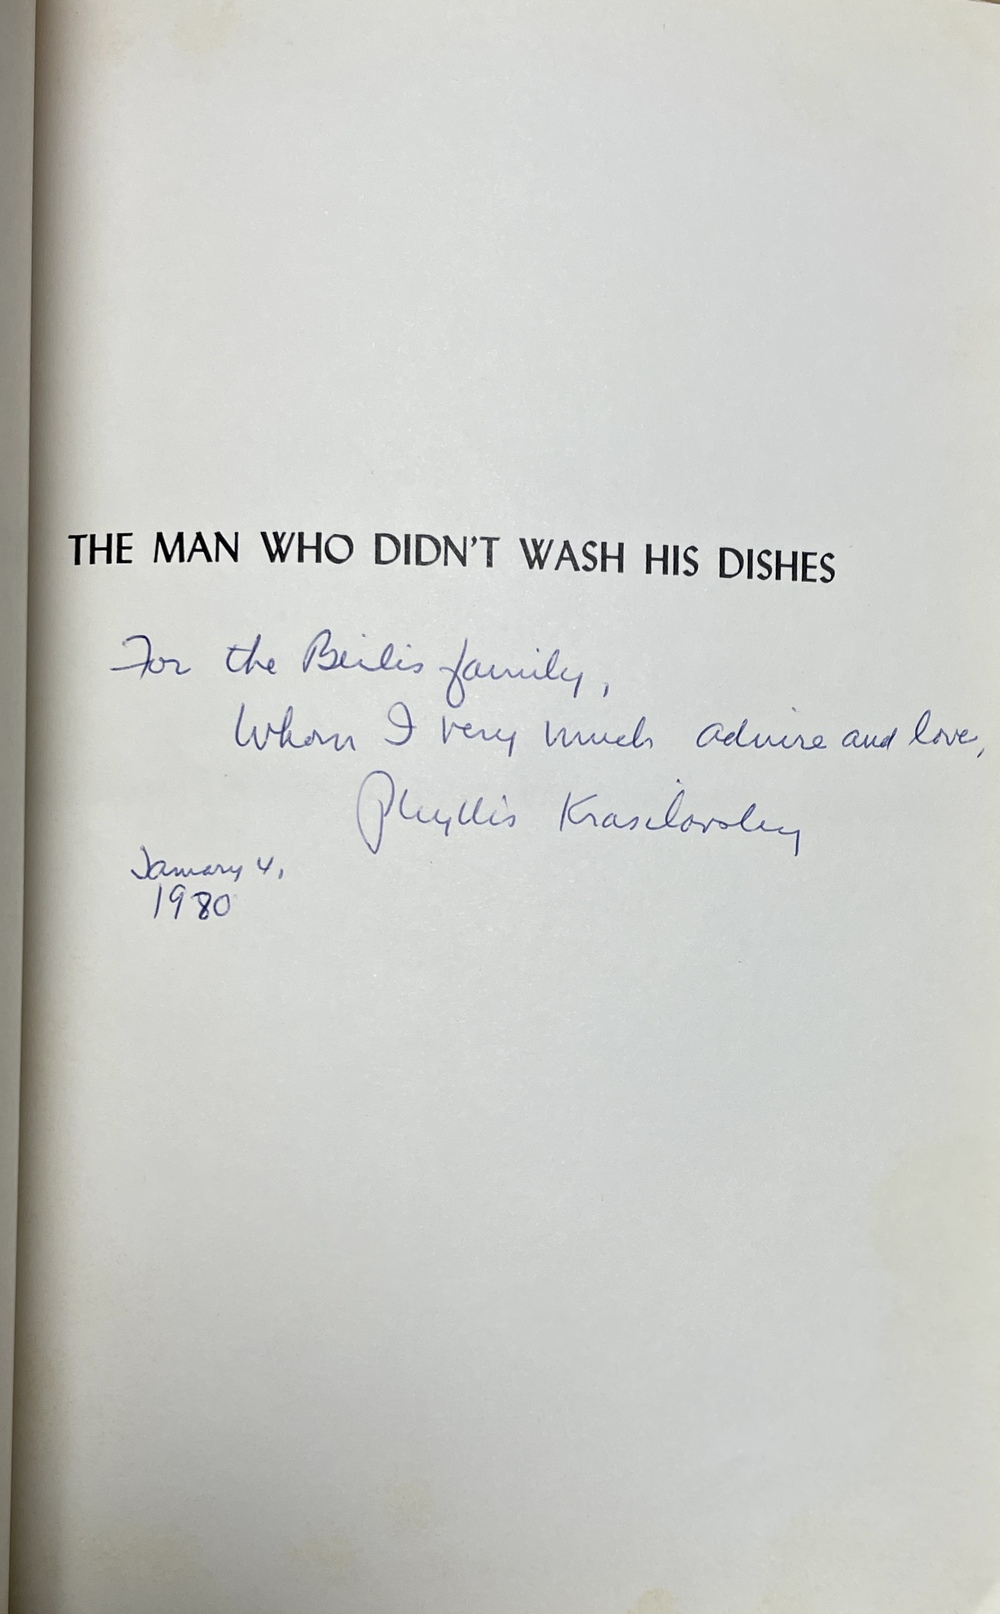 THE MAN WHO DIDN'T WASH HIS DISHES
For the Beilis family,
Whom I very much admire and love,
Phyllis Krasilovsky
January 4,
1980